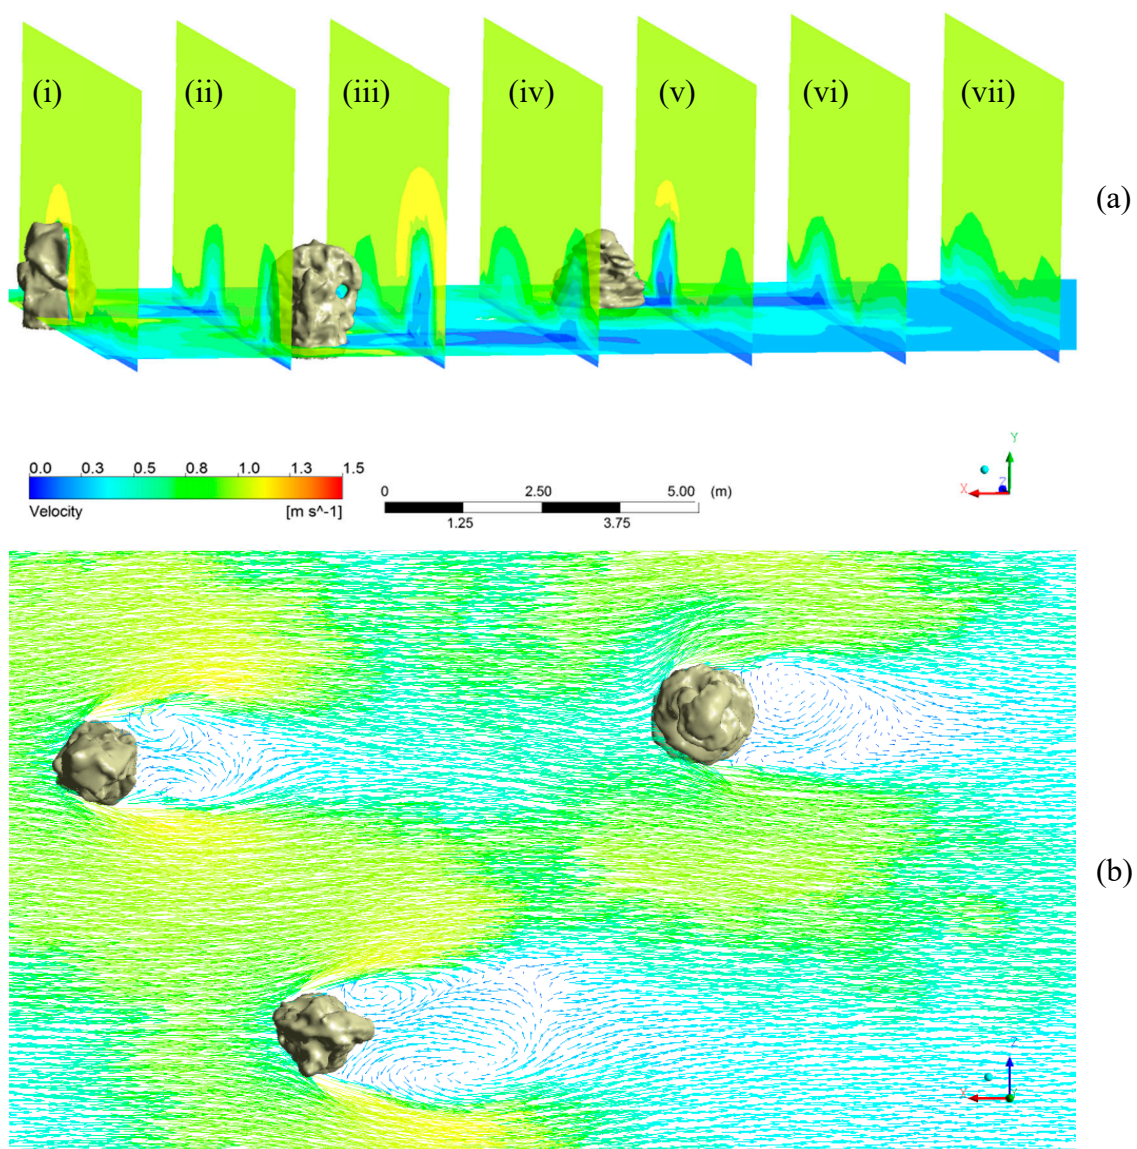 (i) (ii) (iii) (iv) (v) (vi) (vii)
(a)
Y
X Z
0.0 0.3 0.5 0.8 1.0 1.3 1.5
Velocity [m s^-1]
0 2.50 5.00 (m)
1.25 3.75
(b)